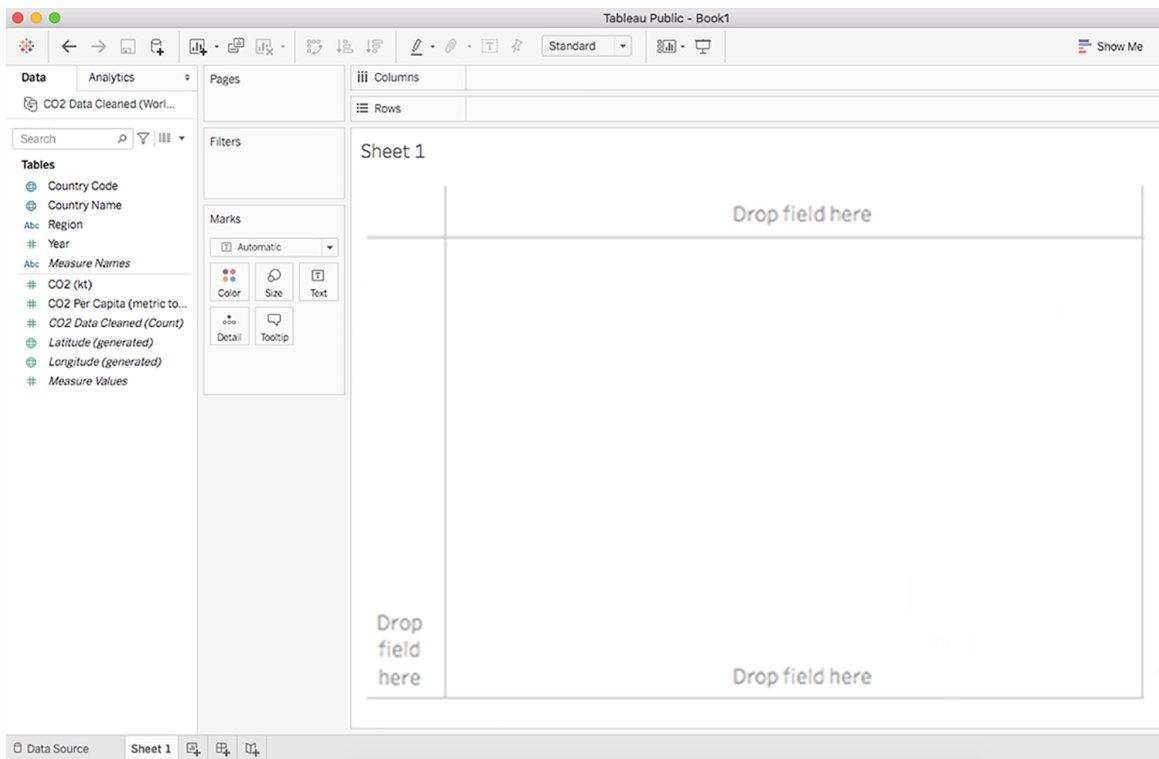 Tableau Public - Book1
Standard
Show Me
Data
Analytics
Pages
iii Columns
CO2 Data Cleaned (Worl...
Rows
Search
Filters
Sheet 1
Tables
Country Code
Country Name
Abc Region
# Year
Abc Measure Names
# CO2 (kt)
# CO2 Per Capita (metric to...
# CO2 Data Cleaned (Count)
Latitude (generated)
Longitude (generated)
# Measure Values
Marks
T Automatic
Color
Size
T Text
Detail
Tooltip
Drop field here
Drop
field
here
Drop field here
Data Source
Sheet 1